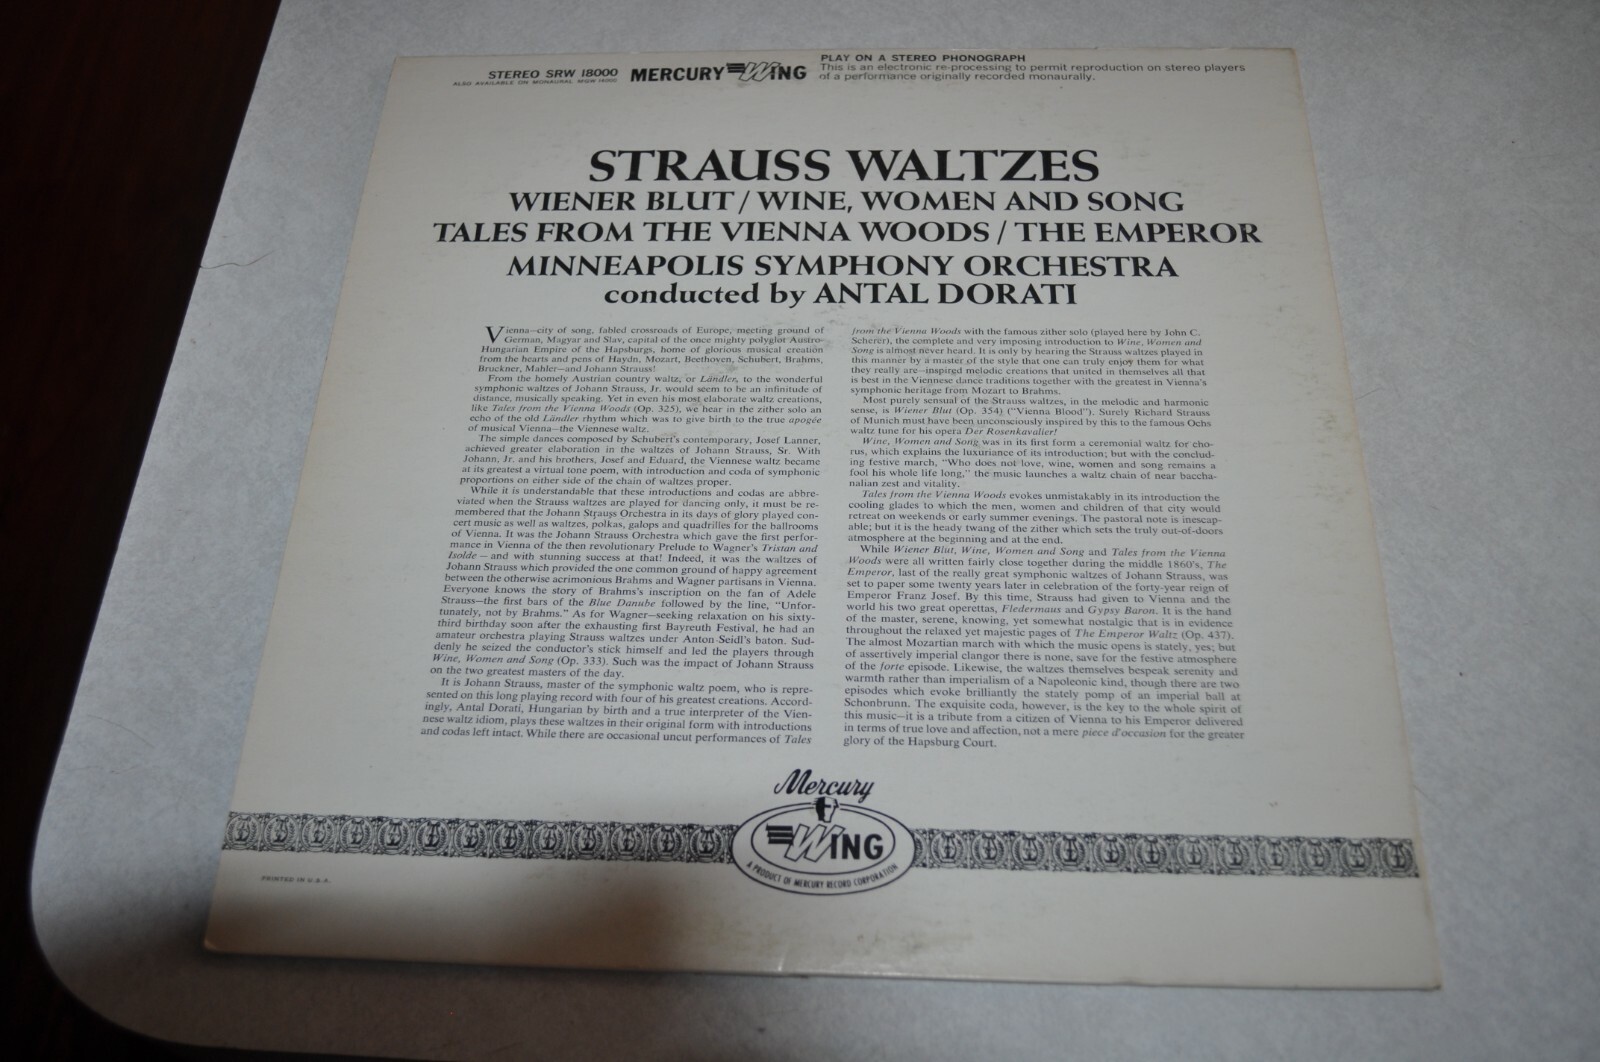 STEREO SRW 18000
ALSO AVAILABLE ON MONAURAL MGW 14000
MERCURY WING
PLAY ON A STEREO PHONOGRAPH
This is an electronic re-processing to permit reproduction on stereo players
of a performance originally recorded monaurally.
STRAUSS WALTZES
WIENER BLUT / WINE, WOMEN AND SONG
TALES FROM THE VIENNA WOODS / THE EMPEROR
MINNEAPOLIS SYMPHONY ORCHESTRA
conducted by ANTAL DORATI
Vienna—city of song, fabled crossroads of Europe, meeting ground of
German, Magyar and Slav, capital of the once mighty polyglot Austro-
Hungarian Empire of the Hapsburgs, home of glorious musical creation
from the hearts and pens of Haydn, Mozart, Beethoven, Schubert, Brahms,
Bruckner, Mahler—and Johann Strauss!
From the homely Austrian country waltz, or Ländler, to the wonderful
symphonic waltzes of Johann Strauss, Jr. would seem to be an infinitude of
distance, musically speaking. Yet in even his most elaborate waltz creations,
like Tales from the Vienna Woods (Op. 325), we hear in the zither solo an
echo of the old Ländler rhythm which was to give birth to the true apogée
of musical Vienna—the Viennese waltz.
The simple dances composed by Schubert's contemporary, Josef Lanner,
achieved greater elaboration in the waltzes of Johann Strauss, Sr. With
Johann, Jr. and his brothers, Josef and Eduard, the Viennese waltz became
at its greatest a virtual tone poem, with introduction and coda of symphonic
proportions on either side of the chain of waltzes proper.
While it is understandable that these introductions and codas are abbre-
viated when the Strauss waltzes are played for dancing only, it must be re-
membered that the Johann Strauss Orchestra in its days of glory played con-
cert music as well as waltzes, polkas, galops and quadrilles for the ballrooms
of Vienna. It was the Johann Strauss Orchestra which gave the first perfor-
mance in Vienna of the then revolutionary Prelude to Wagner's Tristan and
Isolde — and with stunning success at that! Indeed, it was the waltzes of
Johann Strauss which provided the one common ground of happy agreement
between the otherwise acrimonious Brahms and Wagner partisans in Vienna.
Everyone knows the story of Brahms's inscription on the fan of Adele
Strauss—the first bars of the Blue Danube followed by the line, "Unfor-
tunately, not by Brahms." As for Wagner—seeking relaxation on his sixty-
third birthday soon after the exhausting first Bayreuth Festival, he had an
amateur orchestra playing Strauss waltzes under Anton Seidl's baton. Sud-
denly he seized the conductor's stick himself and led the players through
Wine, Women and Song (Op. 333). Such was the impact of Johann Strauss
on the two greatest masters of the day.
It is Johann Strauss, master of the symphonic waltz poem, who is repre-
sented on this long playing record with four of his greatest creations. Accord-
ingly, Antal Dorati, Hungarian by birth and a true interpreter of the Vien-
nese waltz idiom, plays these waltzes in their original form with introductions
and codas left intact. While there are occasional uncut performances of Tales
from the Vienna Woods with the famous zither solo (played here by John C.
Scherer), the complete and very imposing introduction to Wine, Women and
Song is almost never heard. It is only by hearing the Strauss waltzes played in
this manner by a master of the style that one can truly enjoy them for what
they really are—inspired melodic creations that united in themselves all that
is best in the Viennese dance traditions together with the greatest in Vienna's
symphonic heritage from Mozart to Brahms.
Most purely sensual of the Strauss waltzes, in the melodic and harmonic
sense, is Wiener Blut (Op. 354) ("Vienna Blood"). Surely Richard Strauss
of Munich must have been unconsciously inspired by this to the famous Ochs
waltz tune for his opera Der Rosenkavalier!
Wine, Women and Song was in its first form a ceremonial waltz for cho-
rus, which explains the luxuriance of its introduction; but with the conclud-
ing festive march, "Who does not love, wine, women and song remains a
fool his whole life long," the music launches a waltz chain of near baccha-
nalian zest and vitality.
Tales from the Vienna Woods evokes unmistakably in its introduction the
cooling glades to which the men, women and children of that city would
retreat on weekends or early summer evenings. The pastoral note is inescap-
able; but it is the heady twang of the zither which sets the truly out-of-doors
atmosphere at the beginning and at the end.
While Wiener Blut, Wine, Women and Song and Tales from the Vienna
Woods were all written fairly close together during the middle 1860's, The
Emperor, last of the really great symphonic waltzes of Johann Strauss, was
set to paper some twenty years later in celebration of the forty-year reign of
Emperor Franz Josef. By this time, Strauss had given to Vienna and the
world his two great operettas, Fledermaus and Gypsy Baron. It is the hand
of the master, serene, knowing, yet somewhat nostalgic that is in evidence
throughout the relaxed yet majestic pages of The Emperor Waltz (Op. 437).
The almost Mozartian march with which the music opens is stately, yes; but
of assertively imperial clangor there is none, save for the festive atmosphere
of the forte episode. Likewise, the waltzes themselves bespeak serenity and
warmth rather than imperialism of a Napoleonic kind, though there are two
episodes which evoke brilliantly the stately pomp of an imperial ball at
Schonbrunn. The exquisite coda, however, is the key to the whole spirit of
this music—it is a tribute from a citizen of Vienna to his Emperor delivered
in terms of true love and affection, not a mere piece d'occasion for the greater
glory of the Hapsburg Court.
Mercury
WING
A PRODUCT OF MERCURY RECORD CORPORATION
PRINTED IN U.S.A.